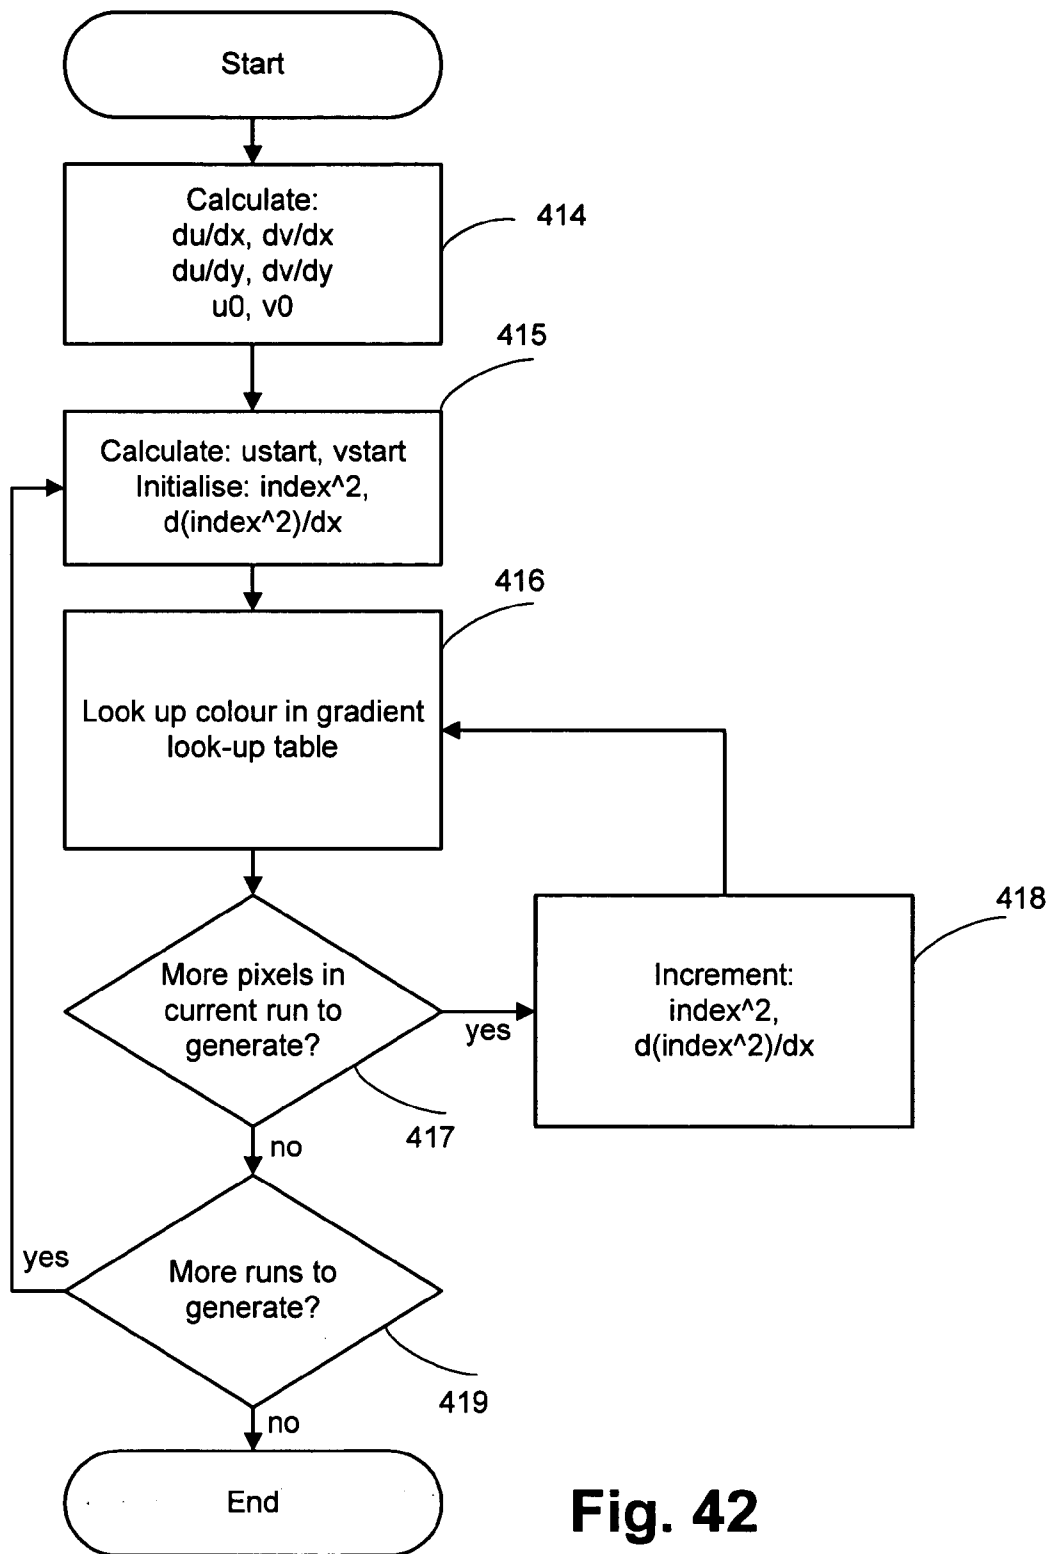 Start
Calculate:
du/dx, dv/dx
du/dy, dv/dy
u0, v0
414
415
Calculate: ustart, vstart
Initialise: index^2,
d(index^2)/dx
416
Look up colour in gradient
look-up table
418
More pixels in
current run to
generate?
yes
Increment:
index^2,
d(index^2)/dx
417
no
yes
More runs to
generate?
419
no
End
Fig. 42